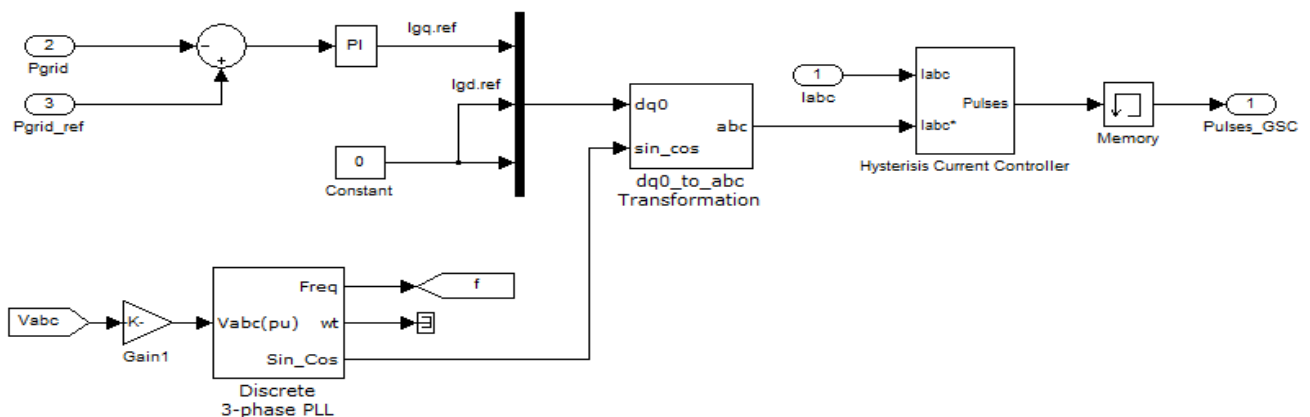 2
Pgrid
3
Pgrid_ref
−
+
PI
Igq.ref
Igd.ref
0
Constant
dq0
sin_cos
abc
dq0_to_abc
Transformation
1
Iabc
Iabc
Iabc*
Pulses
Hysterisis Current Controller
Memory
1
Pulses_GSC
Vabc
-K-
Gain1
Vabc(pu)
Freq
wt
Sin_Cos
Discrete
3-phase PLL
f